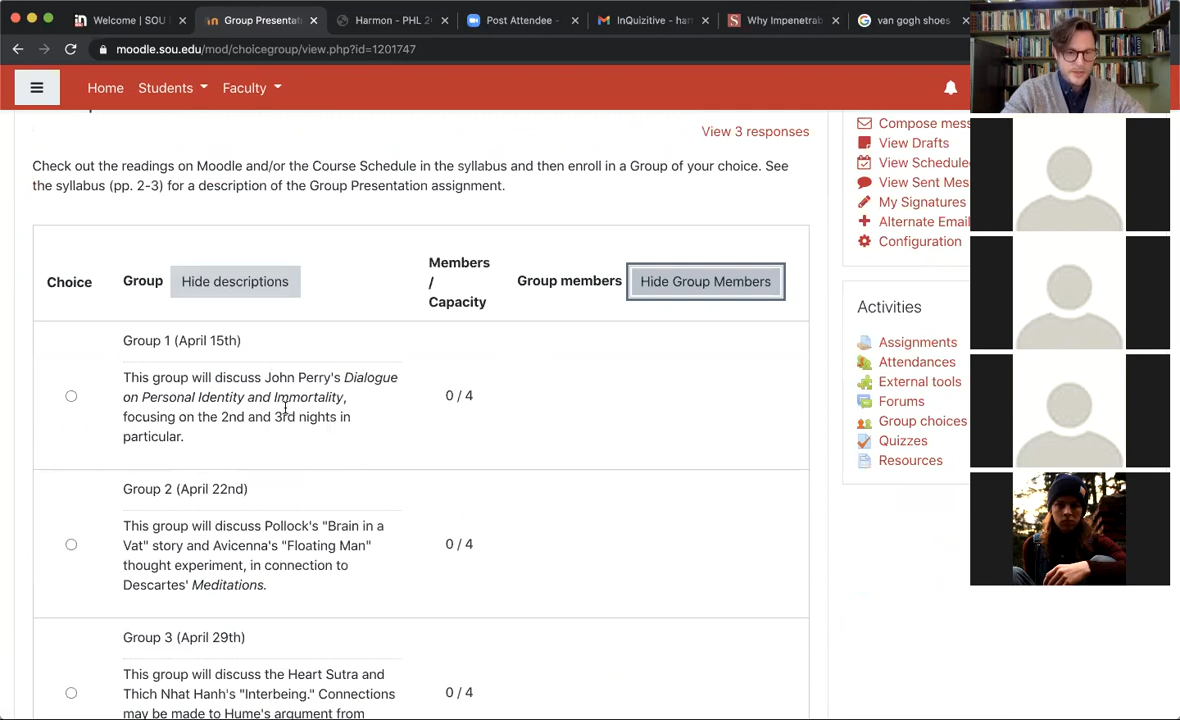 Welcome | SOU
Group Presentat
Harmon - PHL 2
Post Attendee -
InQuizitive - har
Why Impenetrab
van gogh shoes
moodle.sou.edu/mod/choicegroup/view.php?id=1201747
Home
Students
Faculty
View 3 responses
Check out the readings on Moodle and/or the Course Schedule in the syllabus and then enroll in a Group of your choice. See
the syllabus (pp. 2-3) for a description of the Group Presentation assignment.
Choice
Group
Hide descriptions
Members
/
Capacity
Group members
Hide Group Members
Group 1 (April 15th)
This group will discuss John Perry's Dialogue
on Personal Identity and Immortality,
focusing on the 2nd and 3rd nights in
particular.
0 / 4
Group 2 (April 22nd)
This group will discuss Pollock's "Brain in a
Vat" story and Avicenna's "Floating Man"
thought experiment, in connection to
Descartes' Meditations.
0 / 4
Group 3 (April 29th)
This group will discuss the Heart Sutra and
Thich Nhat Hanh's "Interbeing." Connections
may be made to Hume's argument from
0 / 4
Compose mess
View Drafts
View Schedule
View Sent Mes
My Signatures
Alternate Email
Configuration
Activities
Assignments
Attendances
External tools
Forums
Group choices
Quizzes
Resources